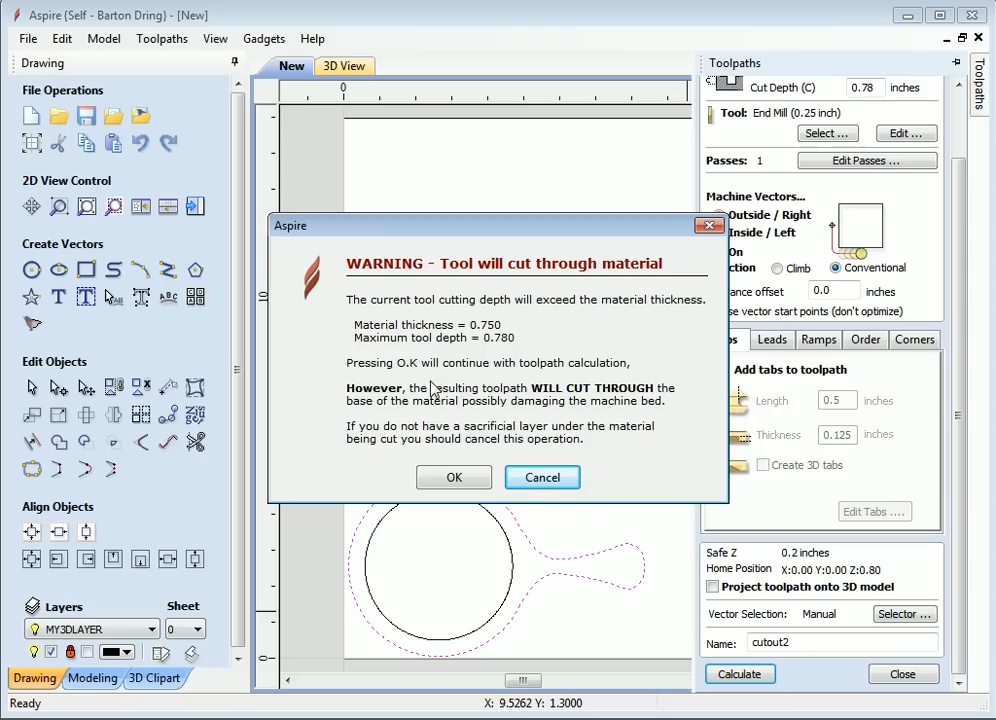 Aspire {Self - Barton Dring} - [New]
File Edit Model Toolpaths View Gadgets Help
Drawing
File Operations
2D View Control
Create Vectors
Edit Objects
Align Objects
Layers Sheet
MY3DLAYER 0
Drawing Modeling 3D Clipart
Ready
X: 9.5262 Y: 1.3000
New 3D View
0
10
0
Aspire
WARNING - Tool will cut through material
The current tool cutting depth will exceed the material thickness.
Material thickness = 0.750
Maximum tool depth = 0.780
Pressing O.K will continue with toolpath calculation,
However, the resulting toolpath WILL CUT THROUGH the
base of the material possibly damaging the machine bed.
If you do not have a sacrificial layer under the material
being cut you should cancel this operation.
OK Cancel
Toolpaths
Toolpaths
Cut Depth (C) 0.78 inches
Tool: End Mill (0.25 inch)
Select ... Edit ...
Passes: 1 Edit Passes ...
Machine Vectors...
Outside / Right
Inside / Left
On
ction Climb Conventional
ance offset 0.0 inches
se vector start points (don't optimize)
bs Leads Ramps Order Corners
Add tabs to toolpath
Length 0.5 inches
Thickness 0.125 inches
Create 3D tabs
Edit Tabs ....
Safe Z 0.2 inches
Home Position X:0.00 Y:0.00 Z:0.80
Project toolpath onto 3D model
Vector Selection: Manual Selector ...
Name: cutout2
Calculate Close